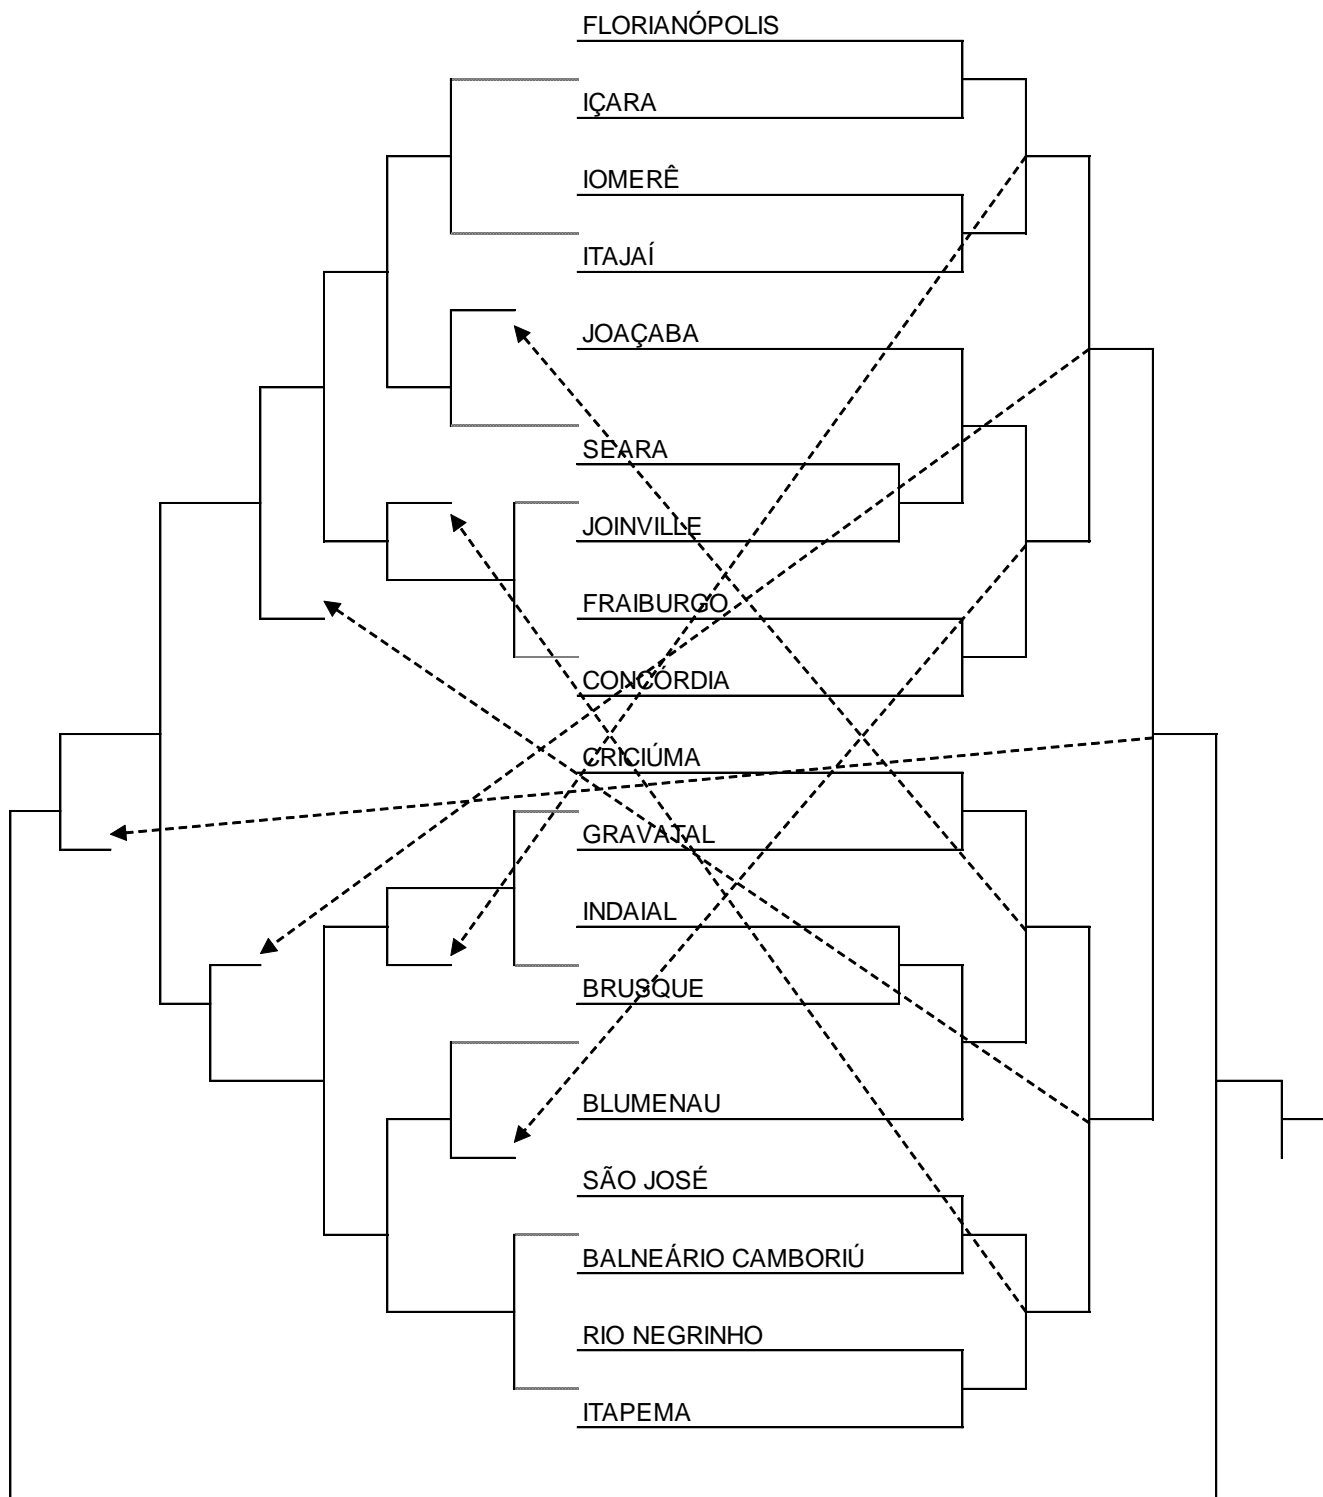 FLORIANÓPOLIS
IÇARA
IOMERÊ
ITAJAÍ
JOAÇABA
SEARA
JOINVILLE
FRAIBURGO
CONCÓRDIA
CRICIÚMA
GRAVATAL
INDAIAL
BRUSQUE
BLUMENAU
SÃO JOSÉ
BALNEÁRIO CAMBORIÚ
RIO NEGRINHO
ITAPEMA